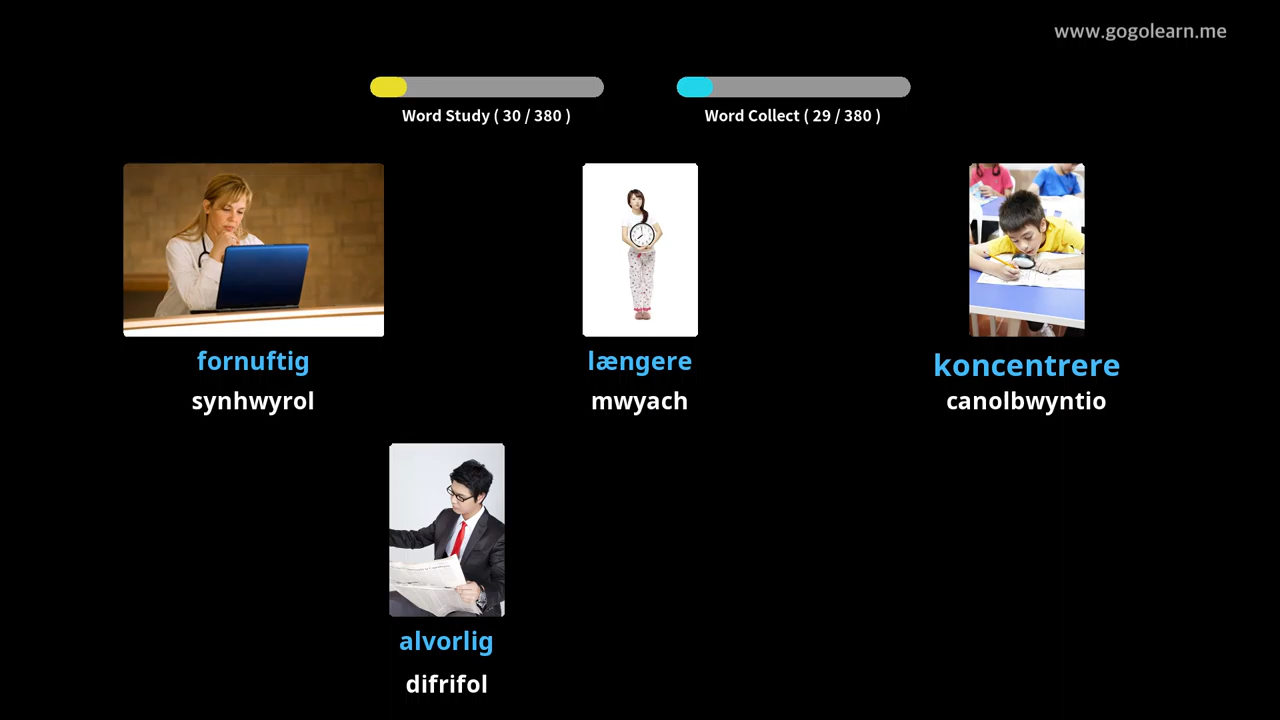 www.gogolearn.me
Word Study ( 30 / 380 )
Word Collect ( 29 / 380 )
fornuftig
synhwyrol
længere
mwyach
koncentrere
canolbwyntio
alvorlig
difrifol